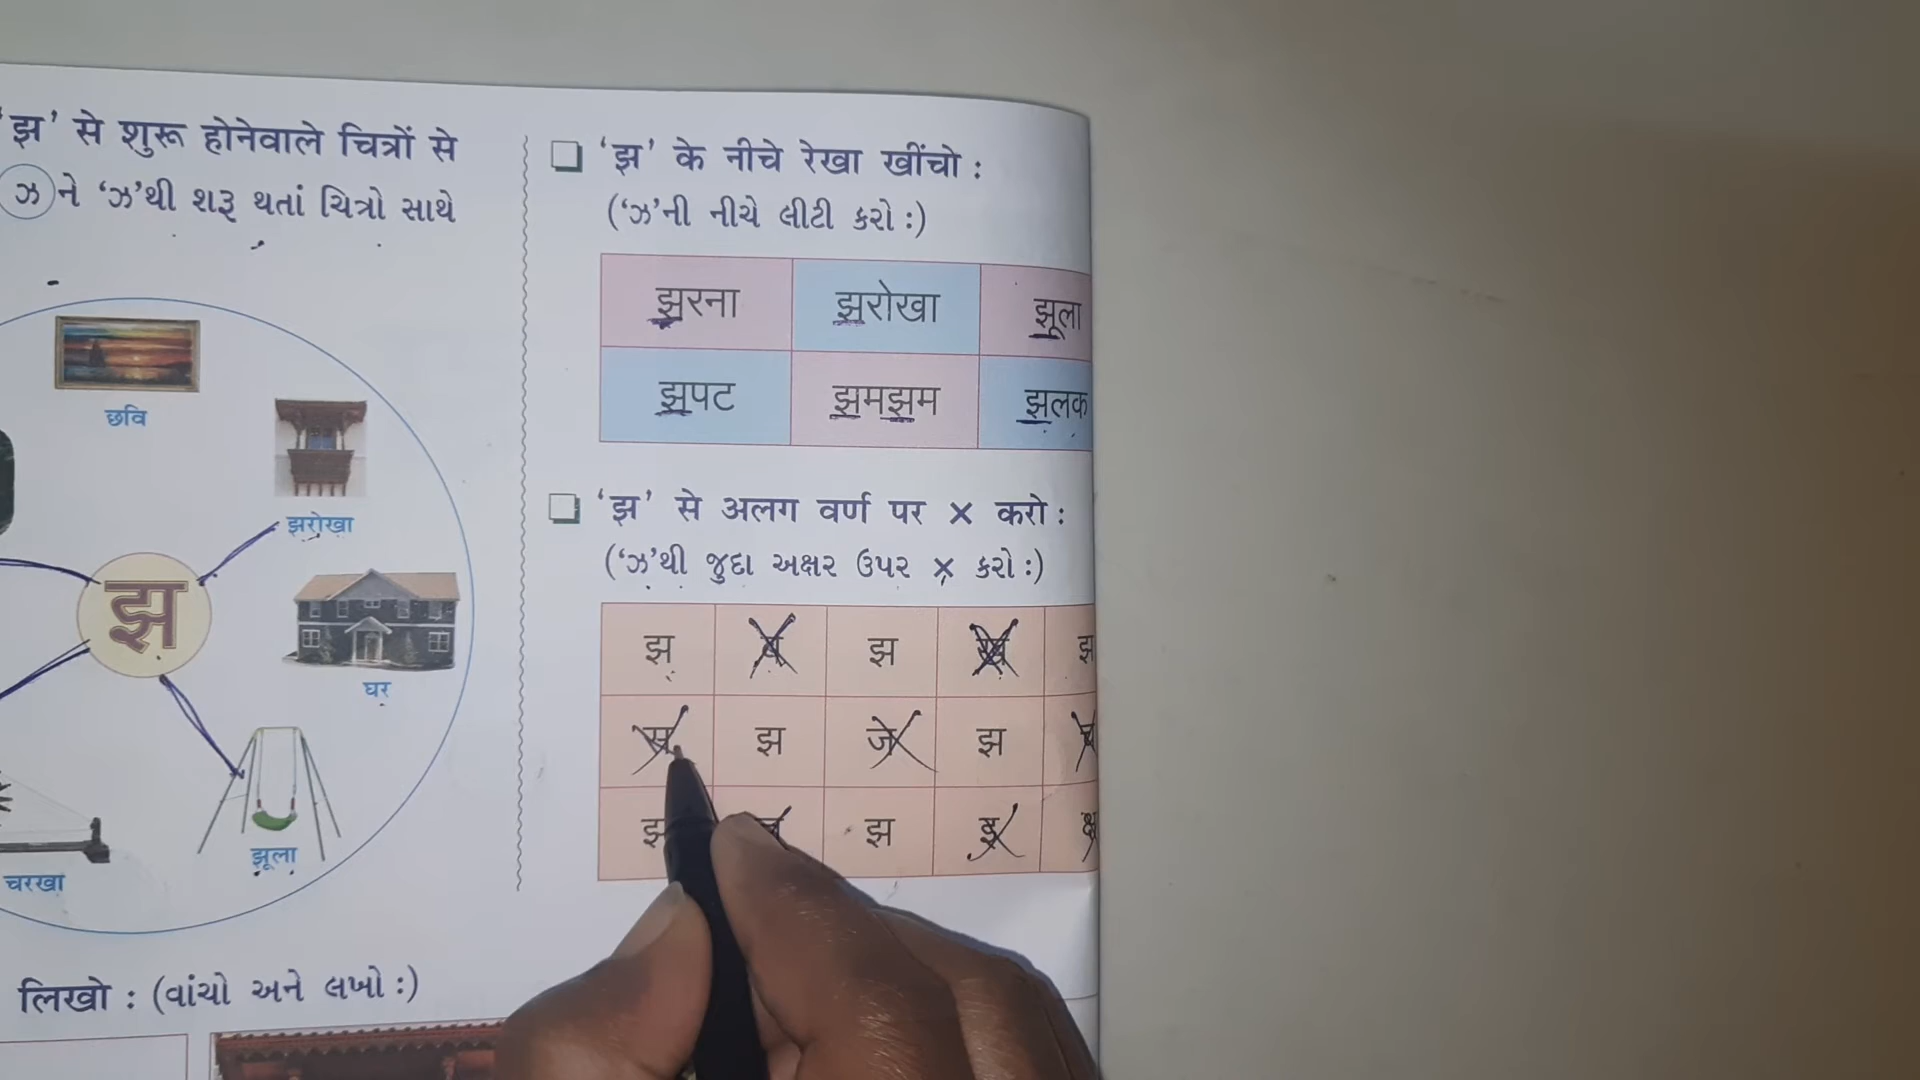 'झ' से शुरू होनेवाले चित्रों से
ઝ ને 'ઝ'થી શરૂ થતાં ચિત્રો સાથે
छवि
झरोखा
झ
घर
झूला
चरखा
लिखो : (વાંચો અને લખો :)
'झ' के नीचे रेखा खींचो :
('ઝ'ની નીચે લીટી કરો :)
झरना झरोखा झूला
झपट झमझम झलक
'झ' से अलग वर्ण पर × करो :
('ઝ'થી જુદા અક્ષર ઉપર × કરો :)
झ झ झ
झ जे झ च
झ झ इ क्ष